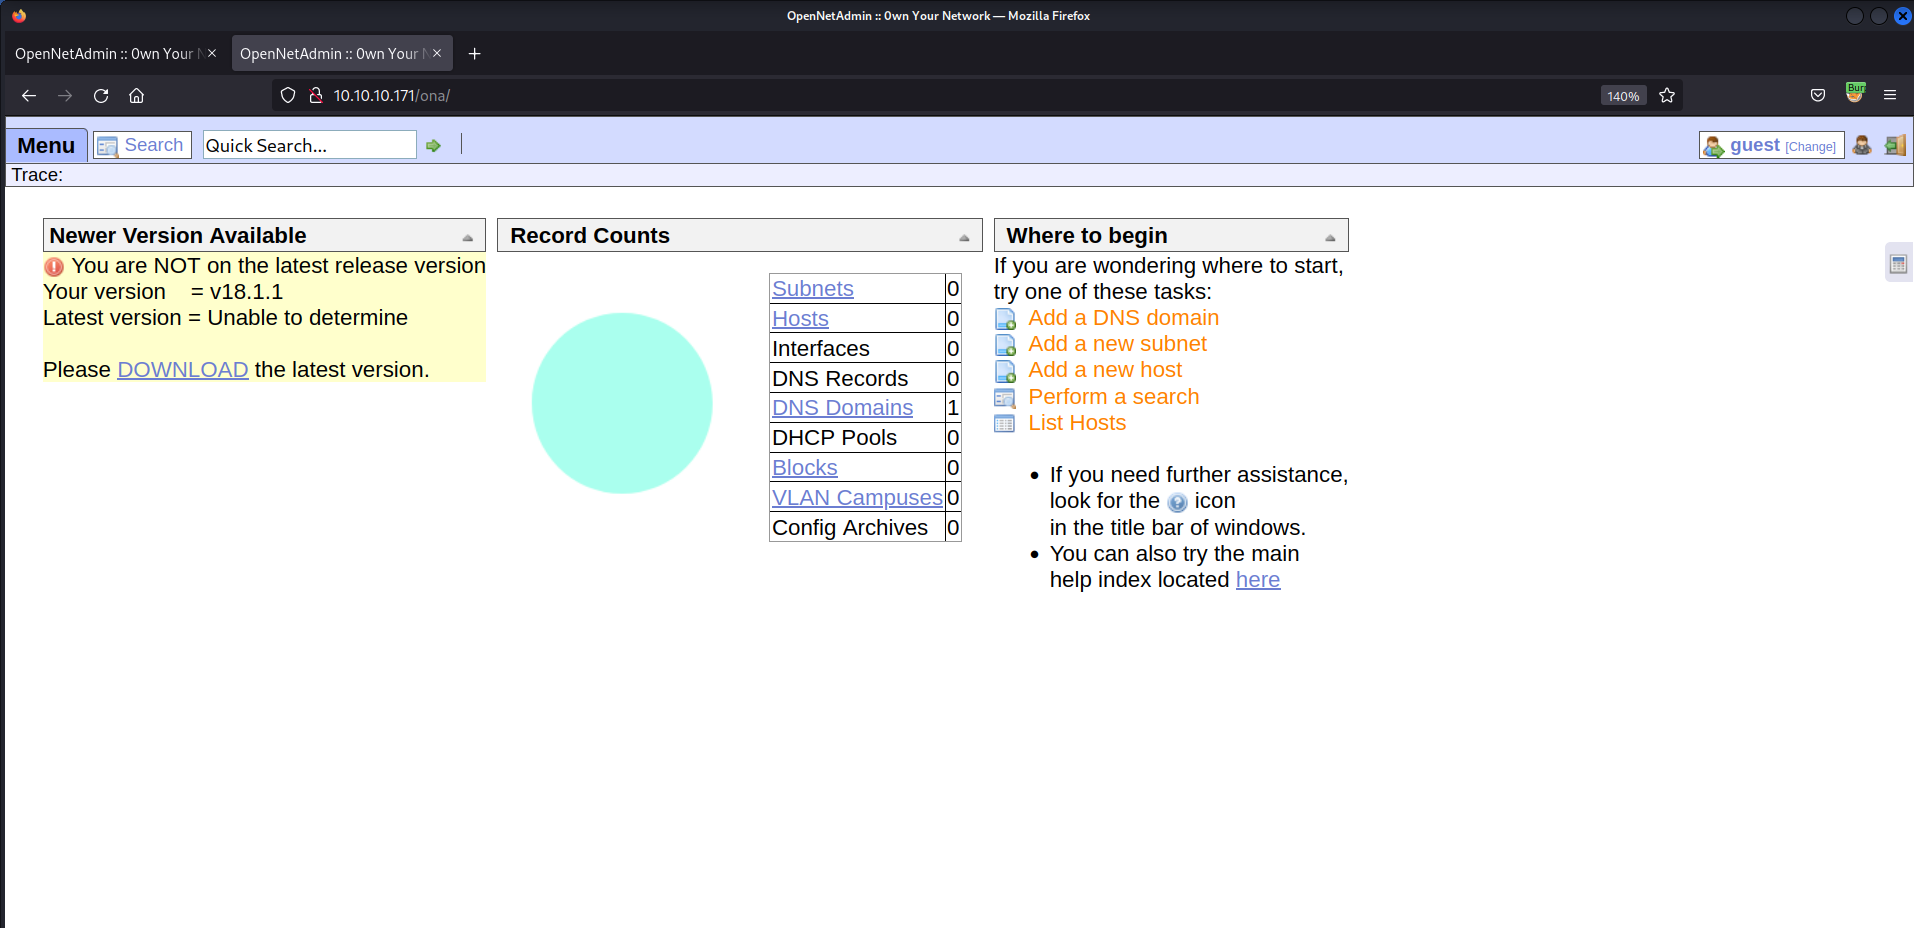 OpenNetAdmin :: 0wn Your Network — Mozilla Firefox
OpenNetAdmin :: 0wn Your
OpenNetAdmin :: 0wn Your
10.10.10.171/ona/
140%
Menu
Search
Quick Search...
guest [Change]
Trace:
Newer Version Available
You are NOT on the latest release version
Your version = v18.1.1
Latest version = Unable to determine
Please DOWNLOAD the latest version.
Record Counts
Subnets 0
Hosts 0
Interfaces 0
DNS Records 0
DNS Domains 1
DHCP Pools 0
Blocks 0
VLAN Campuses 0
Config Archives 0
Where to begin
If you are wondering where to start,
try one of these tasks:
Add a DNS domain
Add a new subnet
Add a new host
Perform a search
List Hosts
• If you need further assistance,
look for the icon
in the title bar of windows.
• You can also try the main
help index located here